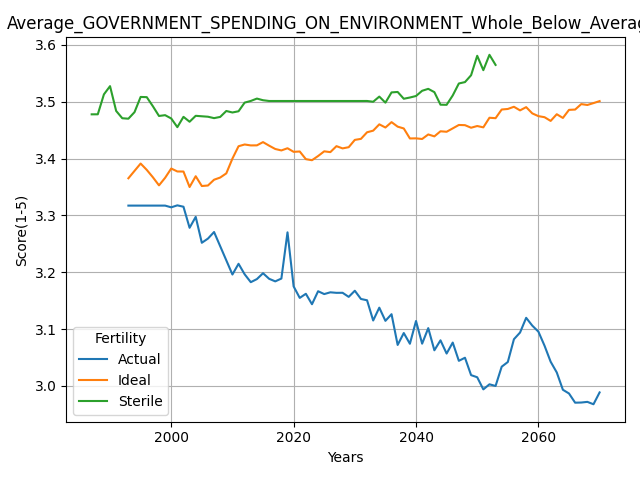 Average_GOVERNMENT_SPENDING_ON_ENVIRONMENT_Whole_Below_Averag
3.6
3.5
3.4
3.3
3.2
3.1
3.0
Score(1-5)
Fertility
Actual
Ideal
Sterile
2000
2020
2040
2060
Years